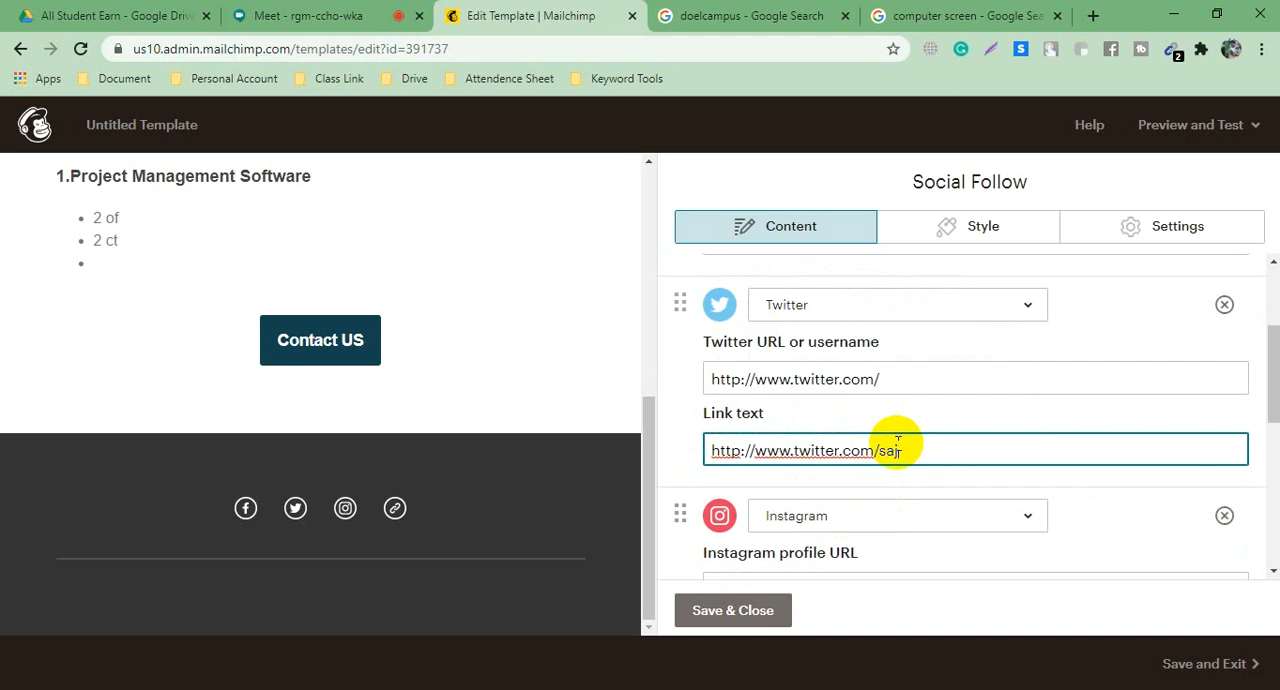 All Student Earn - Google Driv
Meet - rgm-ccho-wka
Edit Template | Mailchimp
doelcampus - Google Search
computer screen - Google Sea
us10.admin.mailchimp.com/templates/edit?id=391737
2
Apps
Document
Personal Account
Class Link
Drive
Attendence Sheet
Keyword Tools
Untitled Template
Help
Preview and Test
1.Project Management Software
• 2 of
• 2 ct
•
Contact US
Social Follow
Content
Style
Settings
Twitter
Twitter URL or username
http://www.twitter.com/
Link text
http://www.twitter.com/saj
Instagram
Instagram profile URL
Save & Close
Save and Exit